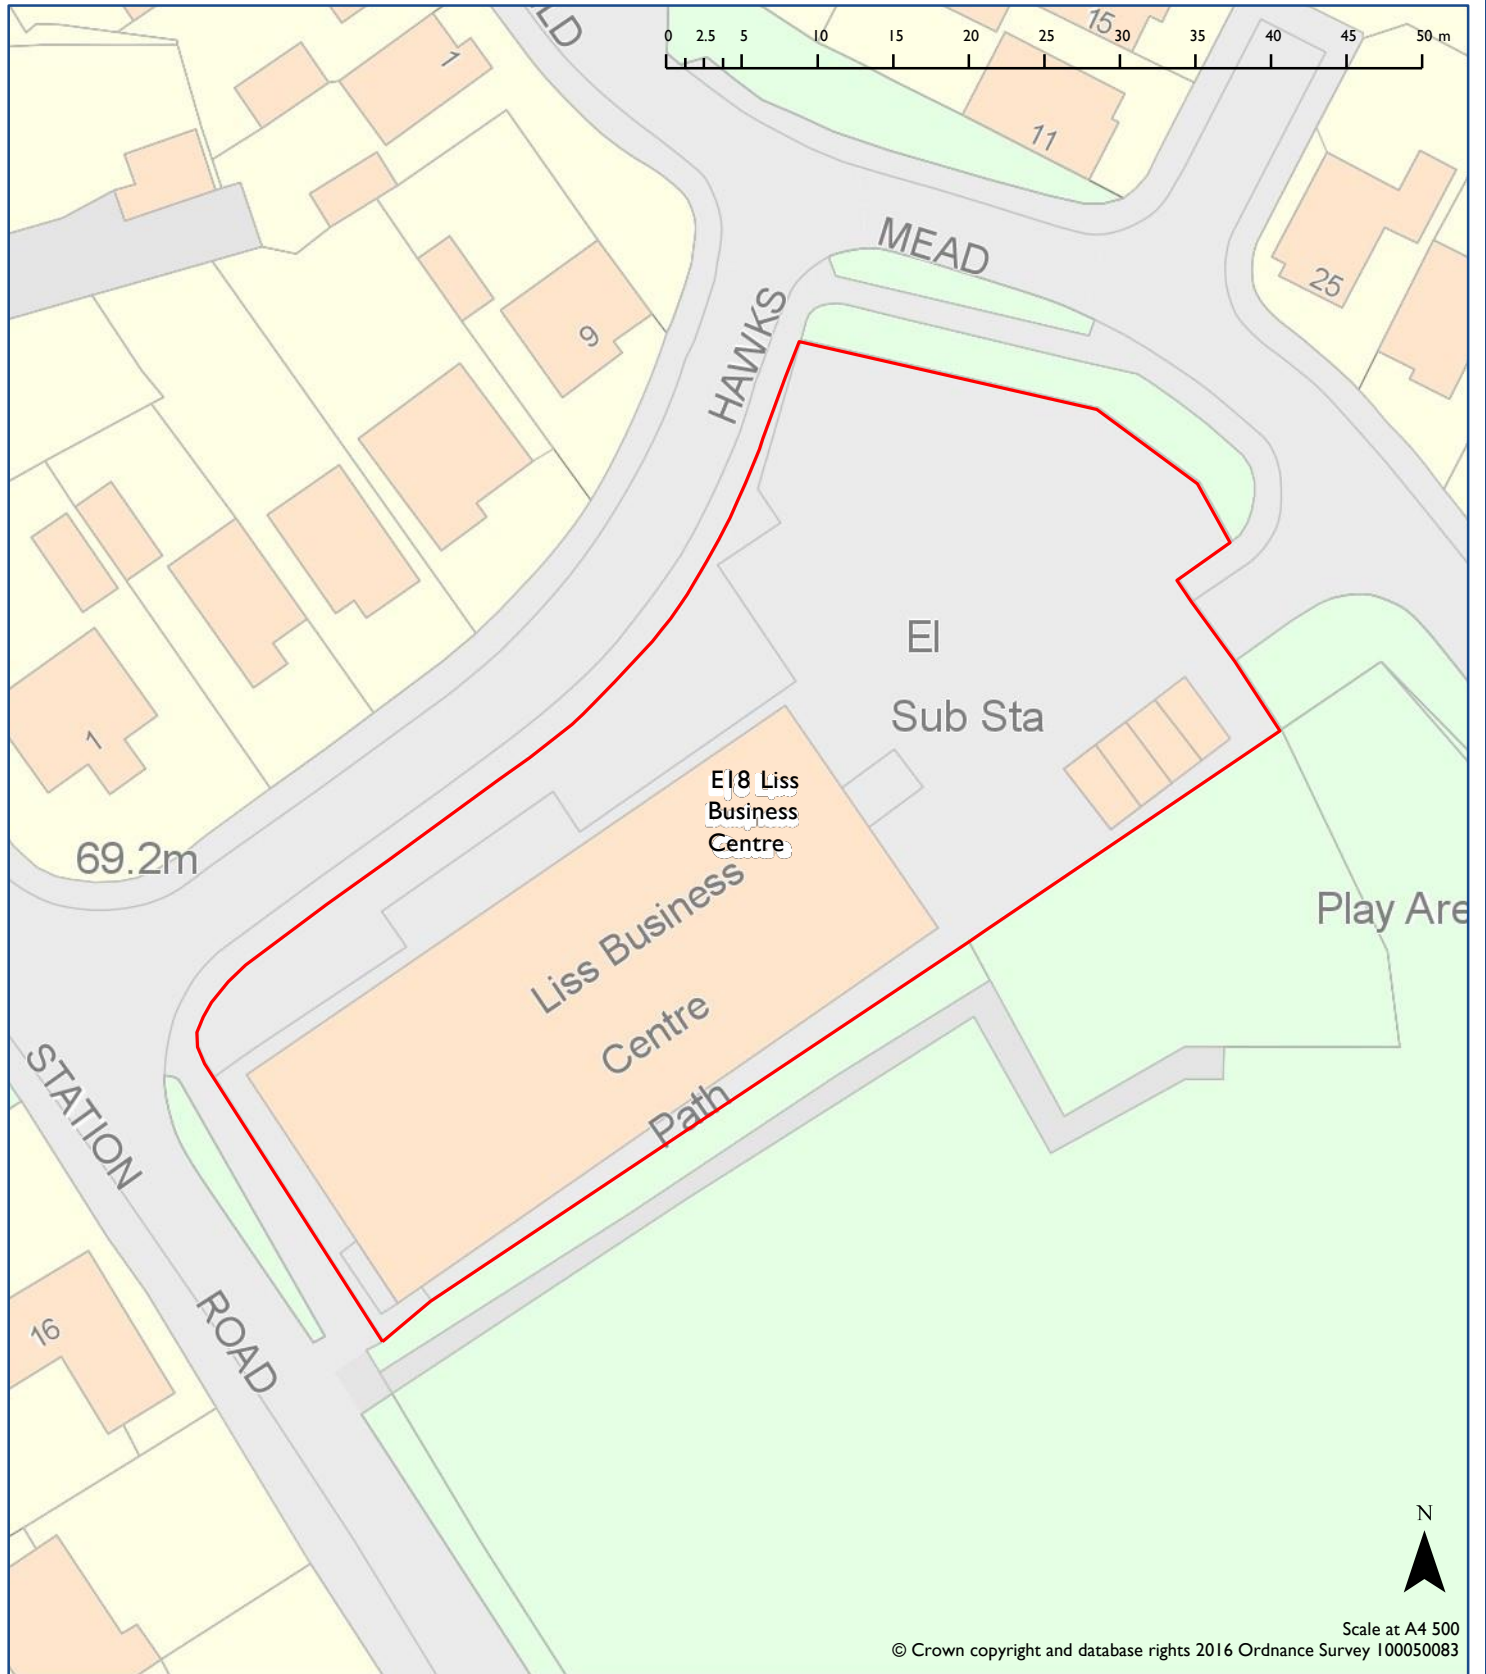 LD
1
15
0 2.5 5 10 15 20 25 30 35 40 45 50 m
11
MEAD
25
HAWKS
9
El
Sub Sta
1
E18 Liss
Business
Centre
69.2m
Liss Business
Centre
Play Are
Path
STATION
ROAD
16
N
Scale at A4 500
© Crown copyright and database rights 2016 Ordnance Survey 100050083